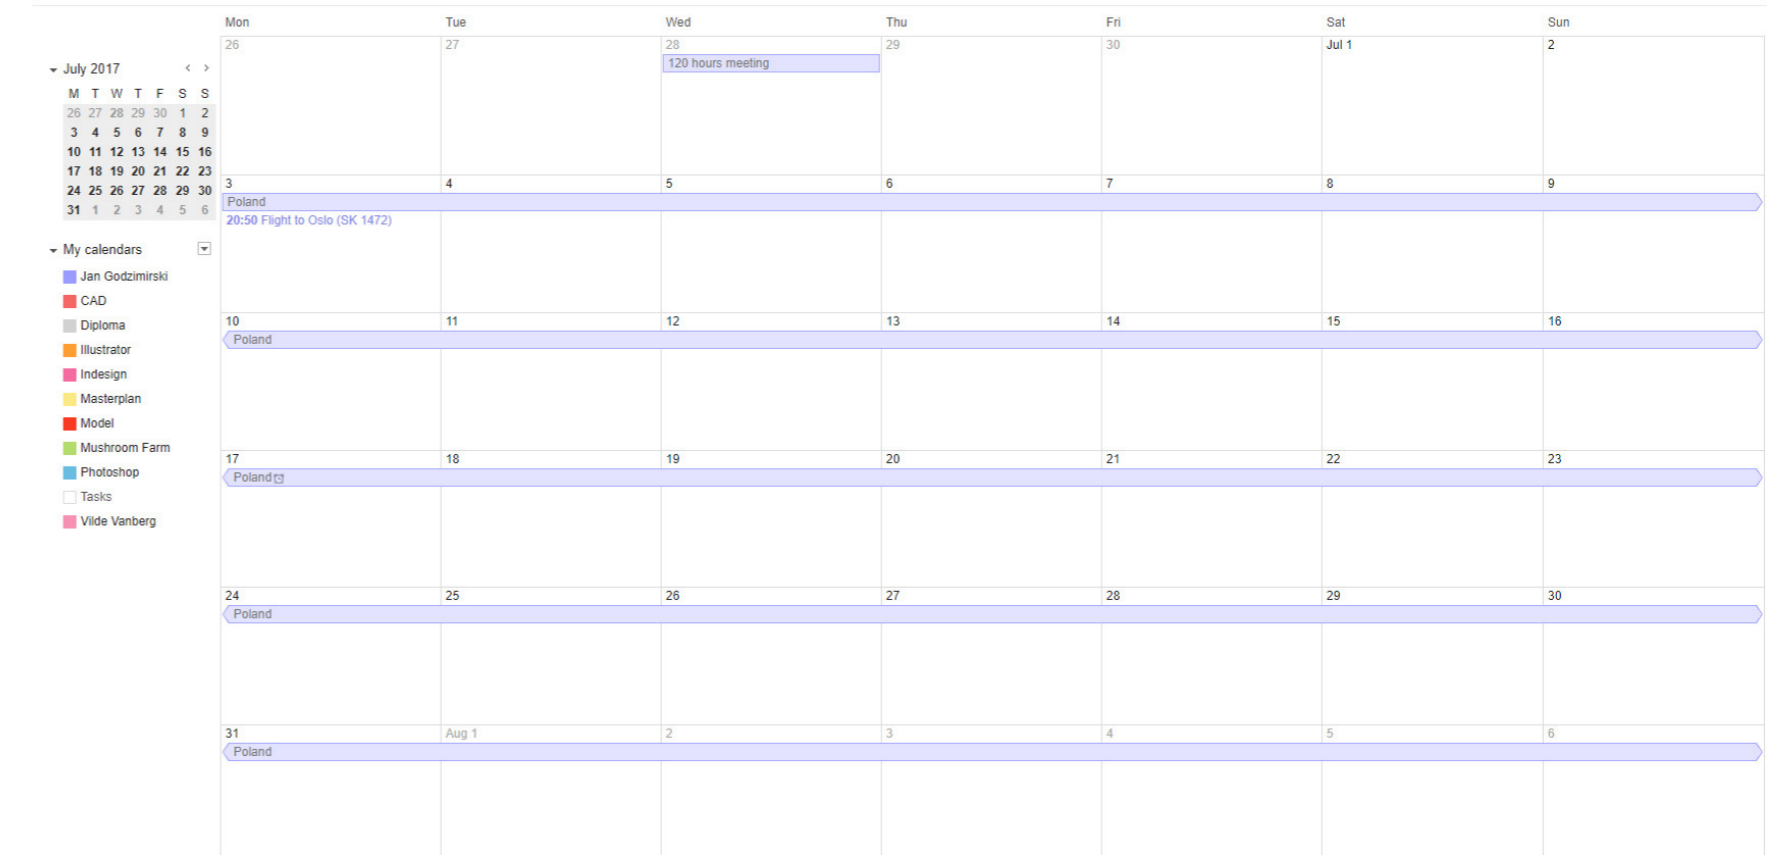 Mon Tue Wed Thu Fri Sat Sun
July 2017 < >
M T W T F S S
26 27 28 29 30 1 2
3 4 5 6 7 8 9
10 11 12 13 14 15 16
17 18 19 20 21 22 23
24 25 26 27 28 29 30
31 1 2 3 4 5 6
My calendars
Jan Godzimirski
CAD
Diploma
Illustrator
Indesign
Masterplan
Model
Mushroom Farm
Photoshop
Tasks
Vilde Vanberg
26 27 28 29 30 Jul 1 2
120 hours meeting
3 4 5 6 7 8 9
Poland
20:50 Flight to Oslo (SK 1472)
10 11 12 13 14 15 16
Poland
17 18 19 20 21 22 23
Poland
24 25 26 27 28 29 30
Poland
31 Aug 1 2 3 4 5 6
Poland